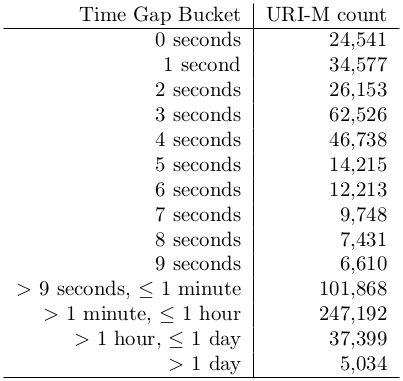 Time Gap Bucket URI-M count
0 seconds 24,541
1 second 34,577
2 seconds 26,153
3 seconds 62,526
4 seconds 46,738
5 seconds 14,215
6 seconds 12,213
7 seconds 9,748
8 seconds 7,431
9 seconds 6,610
> 9 seconds, ≤ 1 minute 101,868
> 1 minute, ≤ 1 hour 247,192
> 1 hour, ≤ 1 day 37,399
> 1 day 5,034